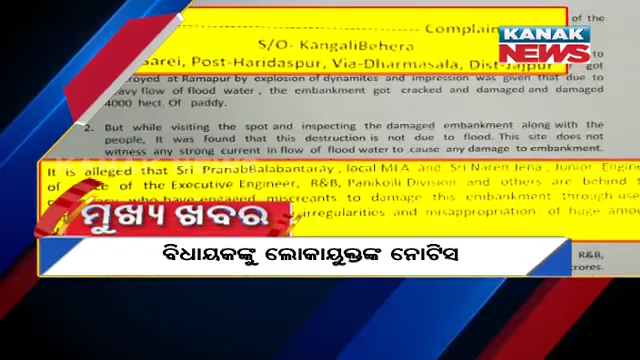 of the
Complain
KANAK
NEWS
S/O- KangaliBehera
Sarei, Post-Haridaspur, Via-Dharmasala, Dist-Jajpur
to
got
at Ramapur by explosion of dynamites and impression was given that due to
heavy flow of flood water , the embankment got cracked and damaged and damaged
4000 hect. Of paddy.
2. But while visiting the spot and inspecting the damaged embankment along with the
people, It was found that this destruction is not due to flood. This site does not
witness any strong current in flow of flood water to cause any damage to embankment.
It is alleged that Sri PranabBalabantaray, local MLA and Sri Naren Jena, Junior Engineer
of the Executive Engineer, R&B, Panikoili Division and others are behind
who have engaged miscreants to damage this embankment through use
irregularities and misappropriation of huge
ମୁଖ୍ୟ ଖବର
ବିଧାୟକଙ୍କୁ ଲୋକାୟୁକ୍ତଙ୍କ ନୋଟିସ
R&B,
crores.